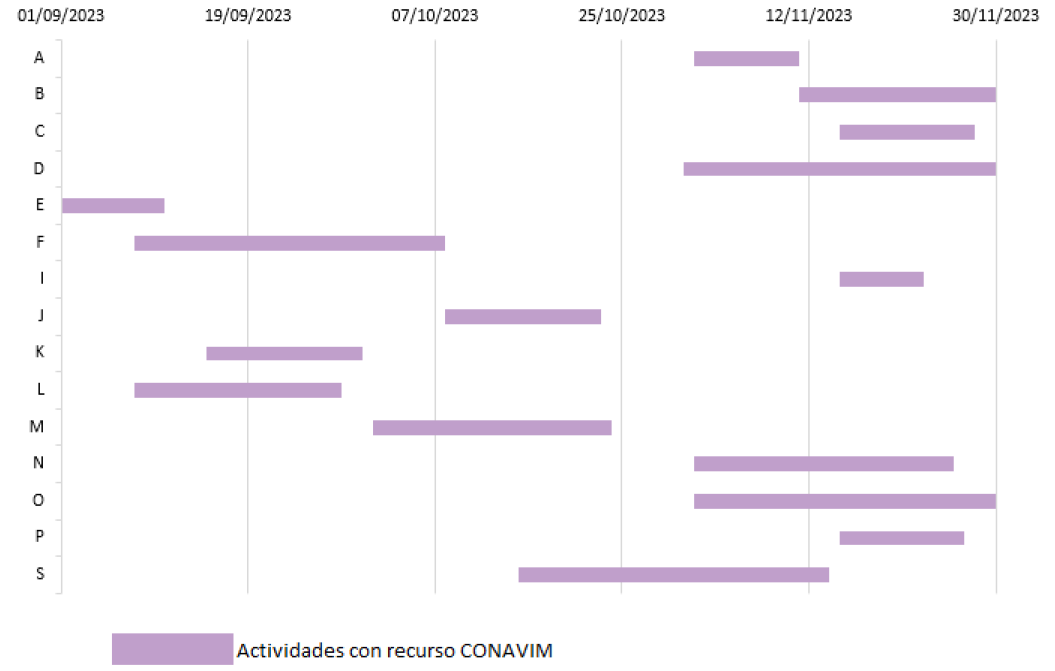 01/09/2023 19/09/2023 07/10/2023 25/10/2023 12/11/2023 30/11/2023
A
B
C
D
E
F
I
J
K
L
M
N
O
P
S
Actividades con recurso CONAVIM